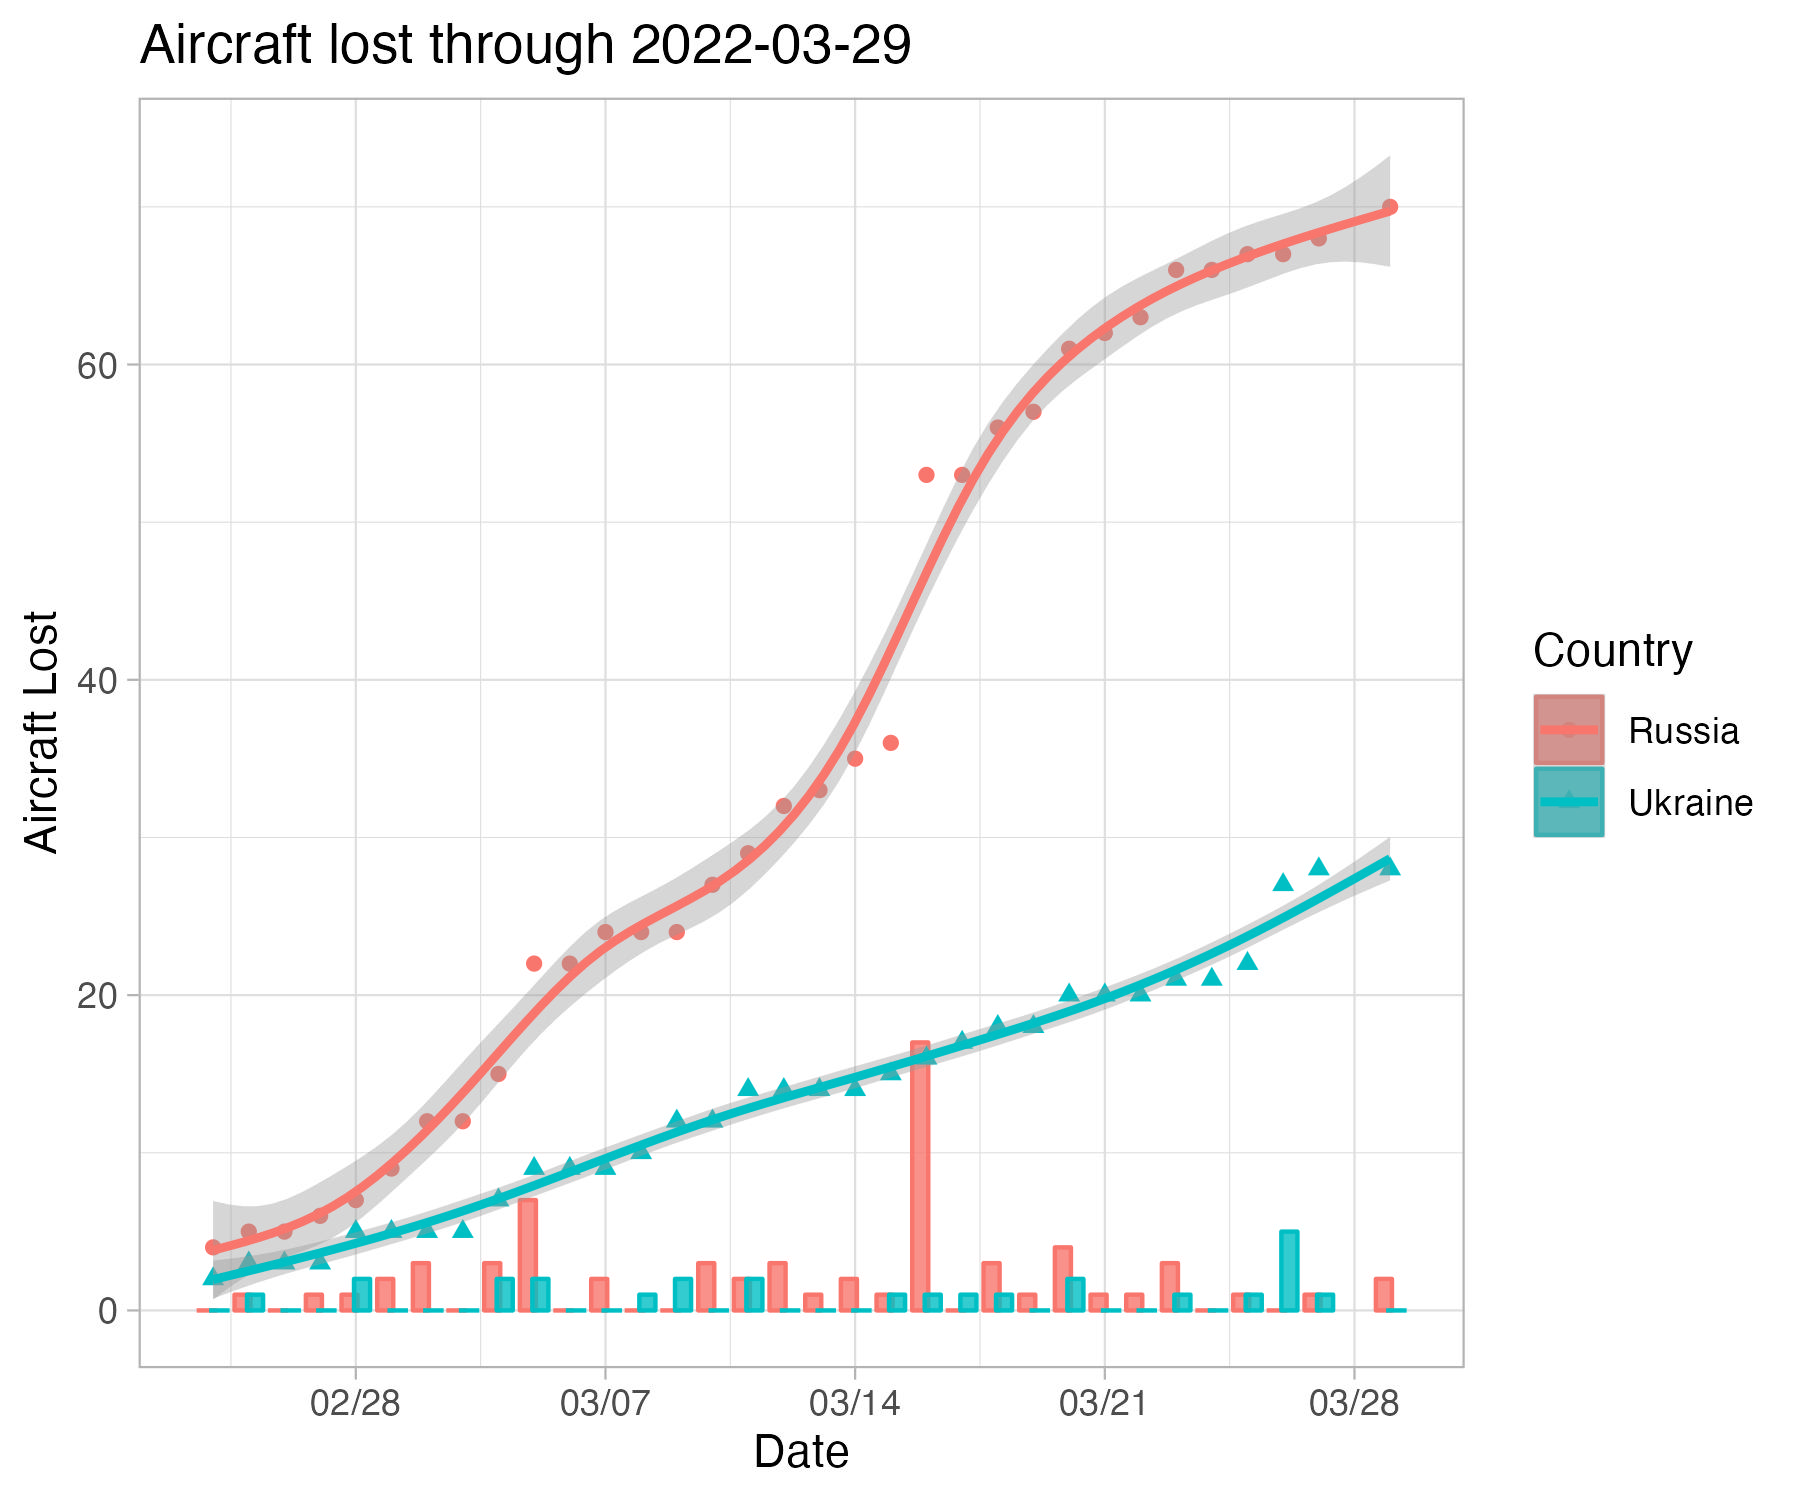 Aircraft lost through 2022-03-29
Aircraft Lost
60
40
20
0
02/28 03/07 03/14 03/21 03/28
Date
Country
Russia
Ukraine